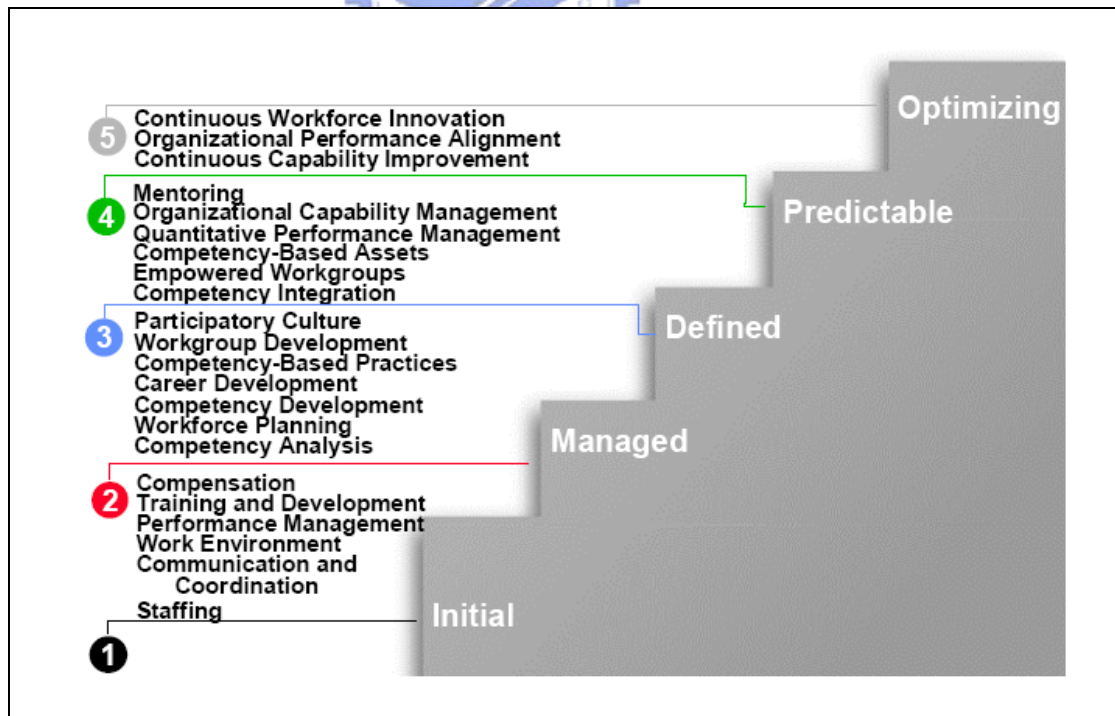 Optimizing
5
Continuous Workforce Innovation
Organizational Performance Alignment
Continuous Capability Improvement
Predictable
4
Mentoring
Organizational Capability Management
Quantitative Performance Management
Competency-Based Assets
Empowered Workgroups
Competency Integration
Defined
3
Participatory Culture
Workgroup Development
Competency-Based Practices
Career Development
Competency Development
Workforce Planning
Competency Analysis
Managed
2
Compensation
Training and Development
Performance Management
Work Environment
Communication and
Coordination
Staffing
Initial
1